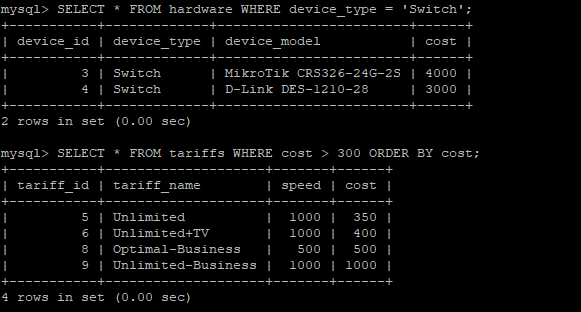 mysql> SELECT * FROM hardware WHERE device_type = 'Switch';
+-----------+-------------+------------------------+------+
| device_id | device_type | device_model           | cost |
+-----------+-------------+------------------------+------+
|         3 | Switch      | MikroTik CRS326-24G-2S | 4000 |
|         4 | Switch      | D-Link DES-1210-28     | 3000 |
+-----------+-------------+------------------------+------+
2 rows in set (0.00 sec)

mysql> SELECT * FROM tariffs WHERE cost > 300 ORDER BY cost;
+-----------+--------------------+-------+------+
| tariff_id | tariff_name        | speed | cost |
+-----------+--------------------+-------+------+
|         5 | Unlimited          |  1000 |  350 |
|         6 | Unlimited+TV       |  1000 |  400 |
|         8 | Optimal-Business   |   500 |  500 |
|         9 | Unlimited-Business |  1000 | 1000 |
+-----------+--------------------+-------+------+
4 rows in set (0.00 sec)